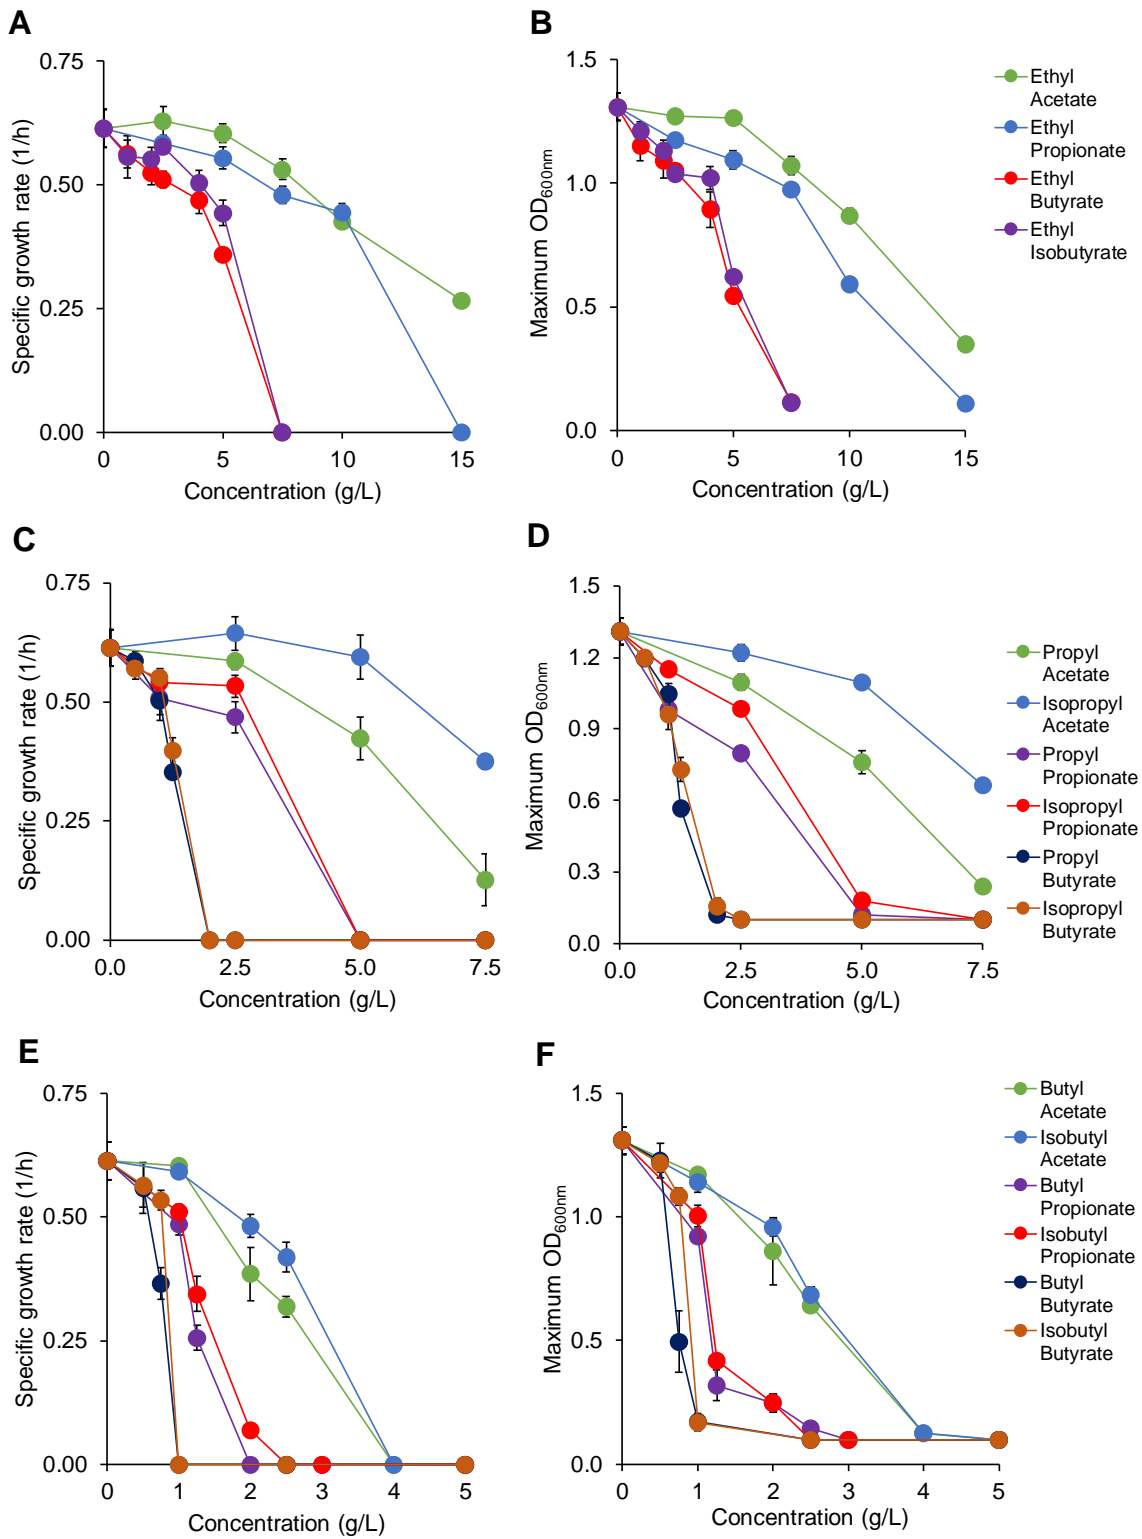 A
0.75
0.50
0.25
0.00
0
5
10
15
Specific growth rate (1/h)
Concentration (g/L)
B
1.5
1.0
0.5
0.0
0
5
10
15
Maximum OD600nm
Concentration (g/L)
Ethyl
Acetate
Ethyl
Propionate
Ethyl
Butyrate
Ethyl
Isobutyrate
C
0.75
0.50
0.25
0.00
0.0
2.5
5.0
7.5
Specific growth rate (1/h)
Concentration (g/L)
D
1.5
1.2
0.9
0.6
0.3
0.0
0.0
2.5
5.0
7.5
Maximum OD600nm
Concentration (g/L)
Propyl
Acetate
Isopropyl
Acetate
Propyl
Propionate
Isopropyl
Propionate
Propyl
Butyrate
Isopropyl
Butyrate
E
0.75
0.50
0.25
0.00
0
1
2
3
4
5
Specific growth rate (1/h)
Concentration (g/L)
F
1.5
1.0
0.5
0.0
0
1
2
3
4
5
Maximum OD600nm
Concentration (g/L)
Butyl
Acetate
Isobutyl
Acetate
Butyl
Propionate
Isobutyl
Propionate
Butyl
Butyrate
Isobutyl
Butyrate